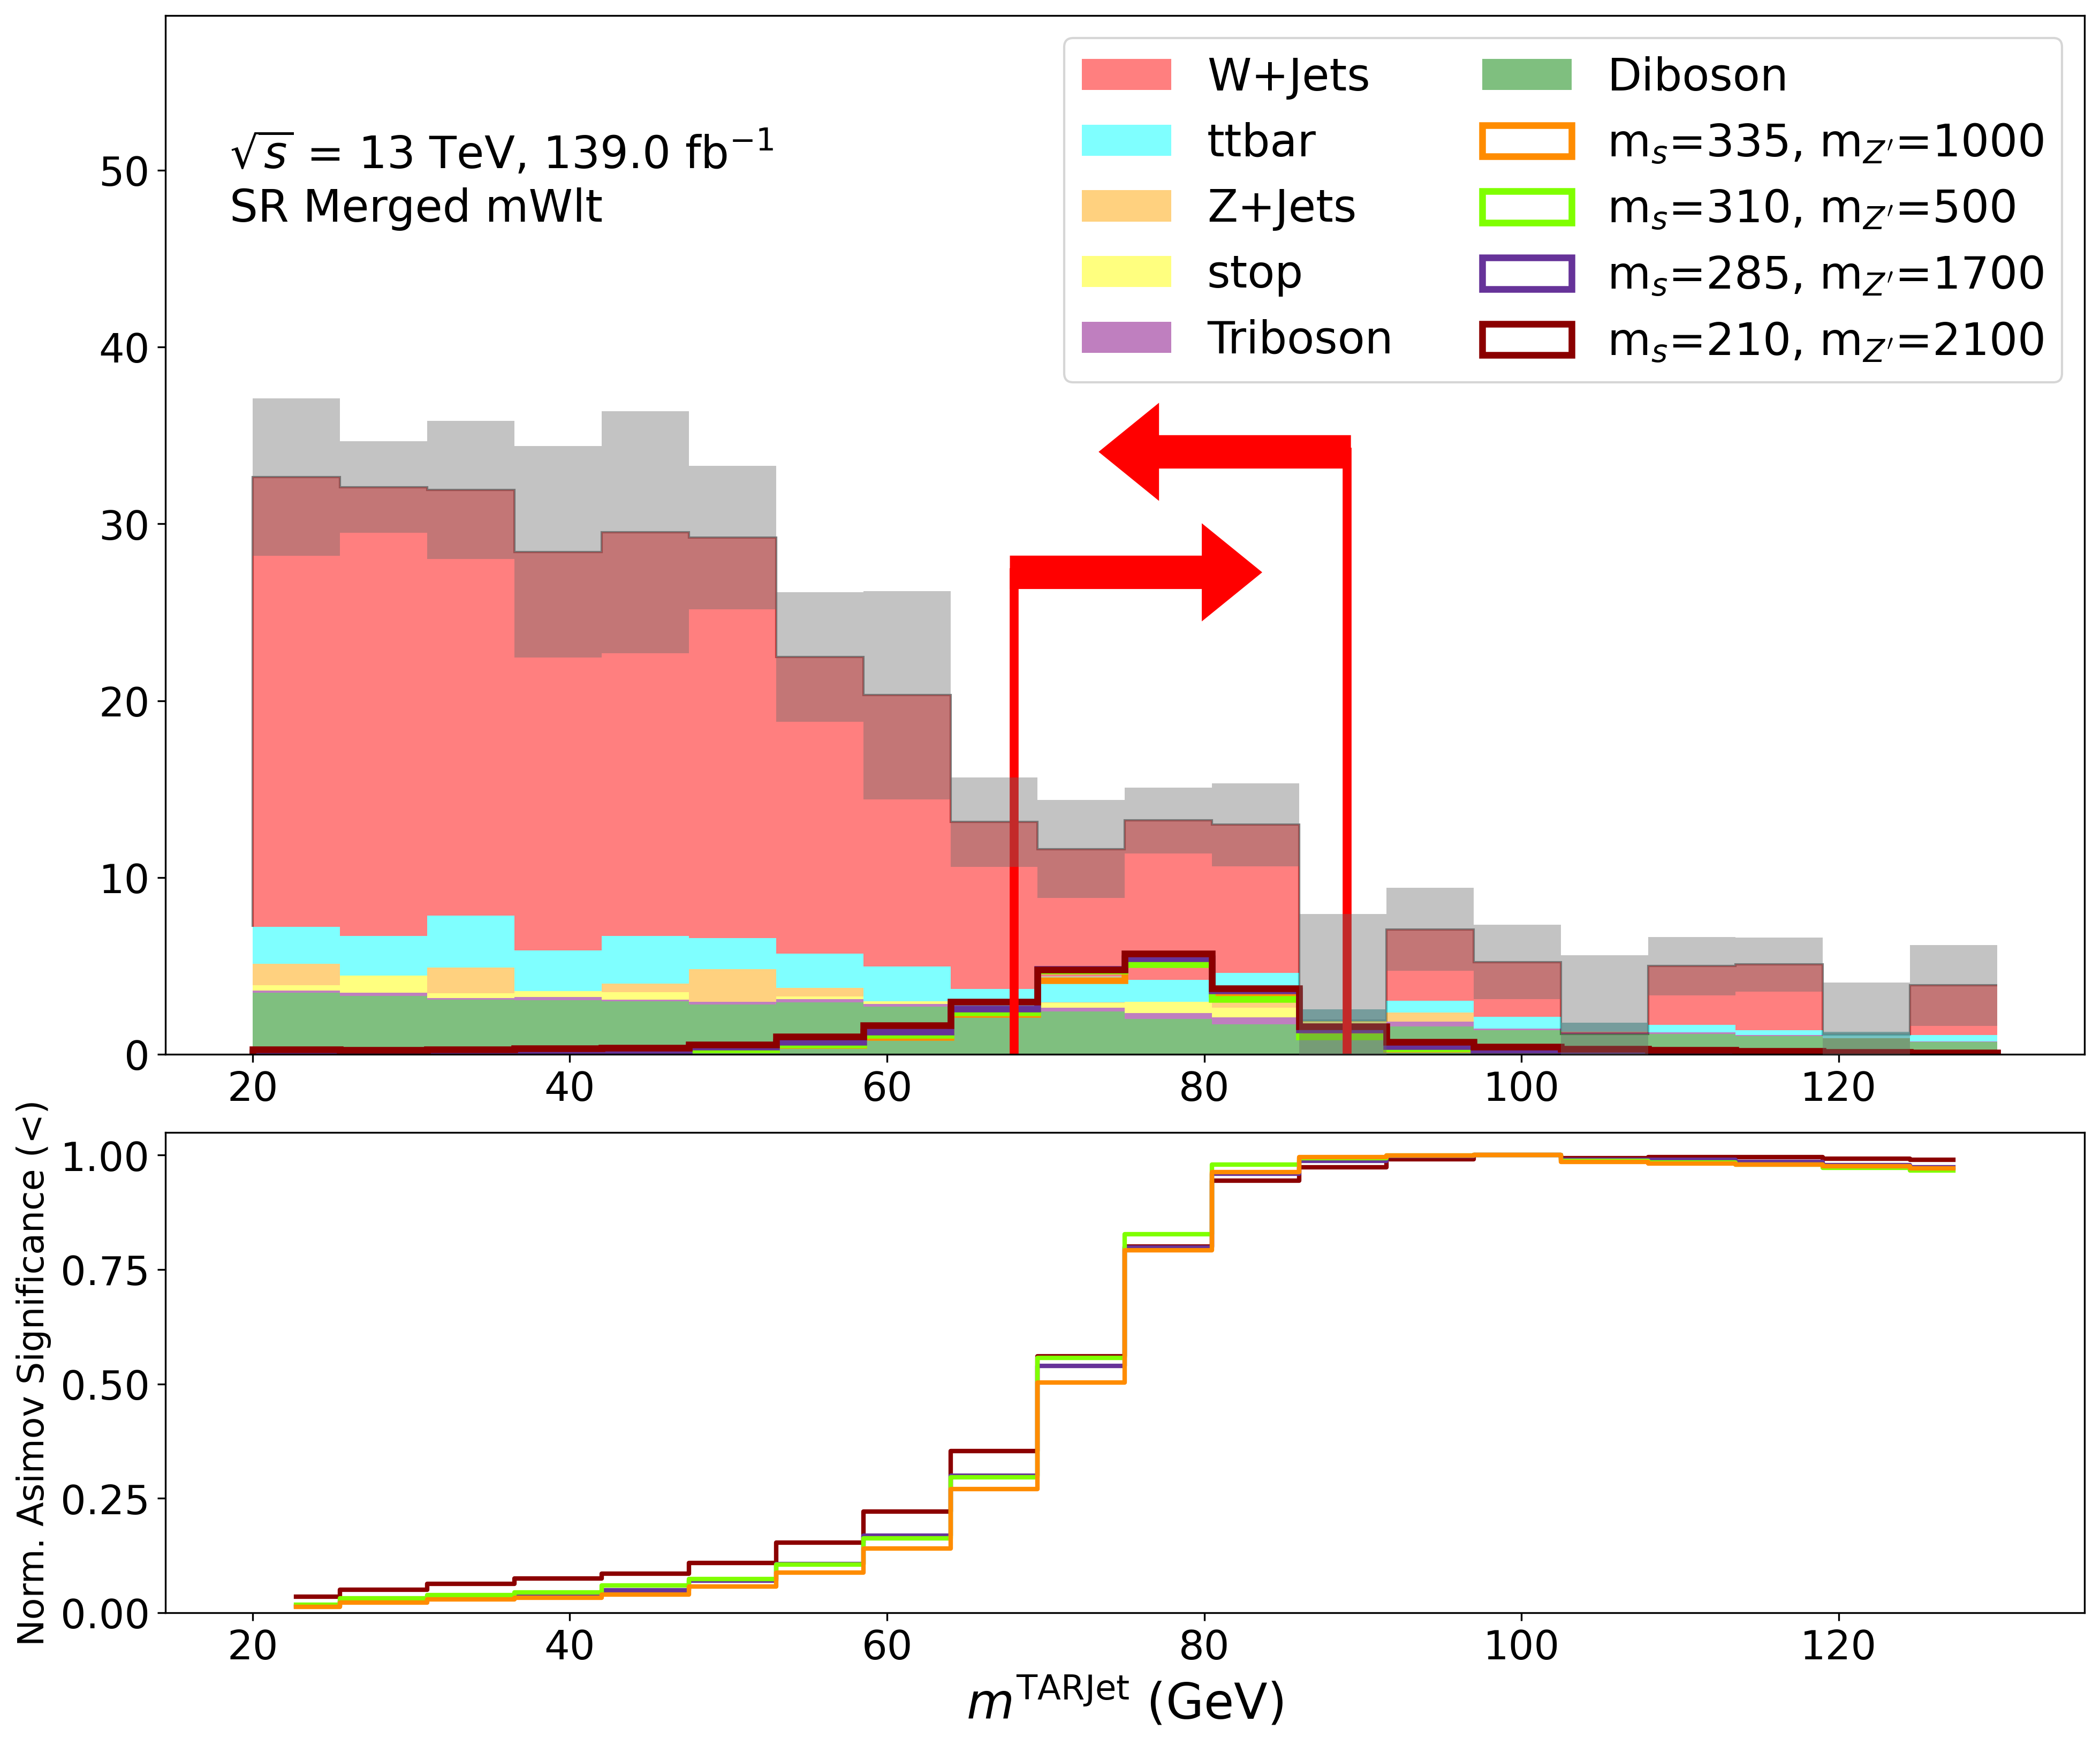 √s = 13 TeV, 139.0 fb⁻¹
SR Merged mWlt
W+Jets
ttbar
Z+Jets
stop
Triboson
Diboson
mₛ=335, m_Z′=1000
mₛ=310, m_Z′=500
mₛ=285, m_Z′=1700
mₛ=210, m_Z′=2100
50
40
30
20
10
0
20 40 60 80 100 120
Norm. Asimov Significance (<)
1.00
0.75
0.50
0.25
0.00
20 40 60 80 100 120
m^TARJet (GeV)